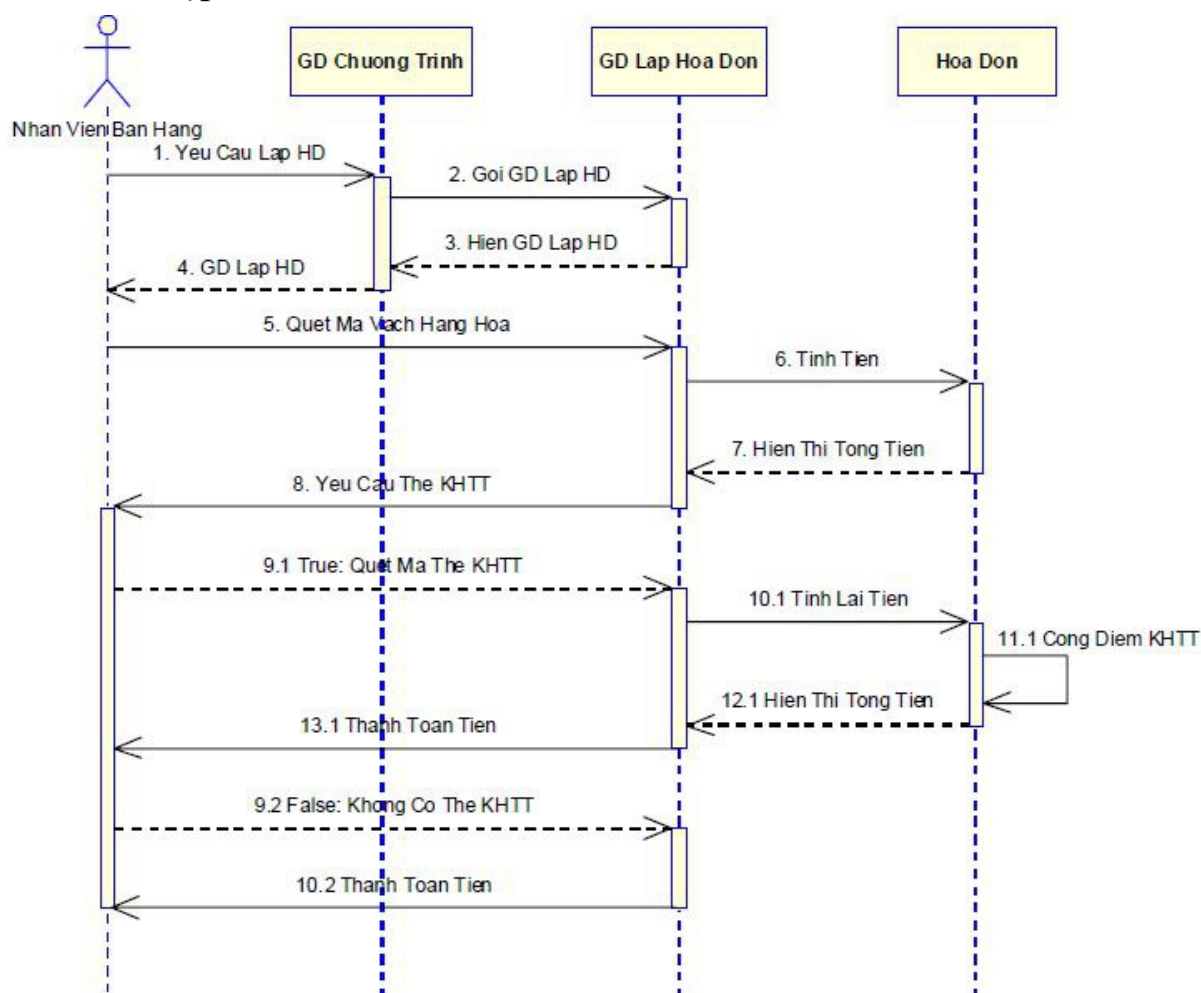 GD Chuong Trinh
GD Lap Hoa Don
Hoa Don
Nhan Vien Ban Hang
1. Yeu Cau Lap HD
2. Goi GD Lap HD
3. Hien GD Lap HD
4. GD Lap HD
5. Quet Ma Vach Hang Hoa
6. Tinh Tien
7. Hien Thi Tong Tien
8. Yeu Cau The KHTT
9.1 True: Quet Ma The KHTT
10.1 Tinh Lai Tien
11.1 Cong Diem KHTT
12.1 Hien Thi Tong Tien
13.1 Thanh Toan Tien
9.2 False: Khong Co The KHTT
10.2 Thanh Toan Tien